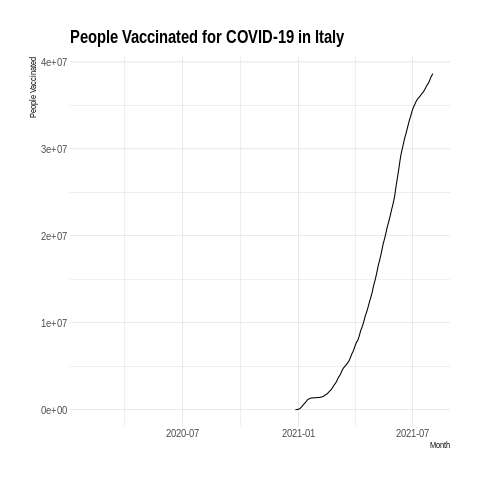 People Vaccinated for COVID-19 in Italy
People Vaccinated
4e+07
3e+07
2e+07
1e+07
0e+00
2020-07
2021-01
2021-07
Month